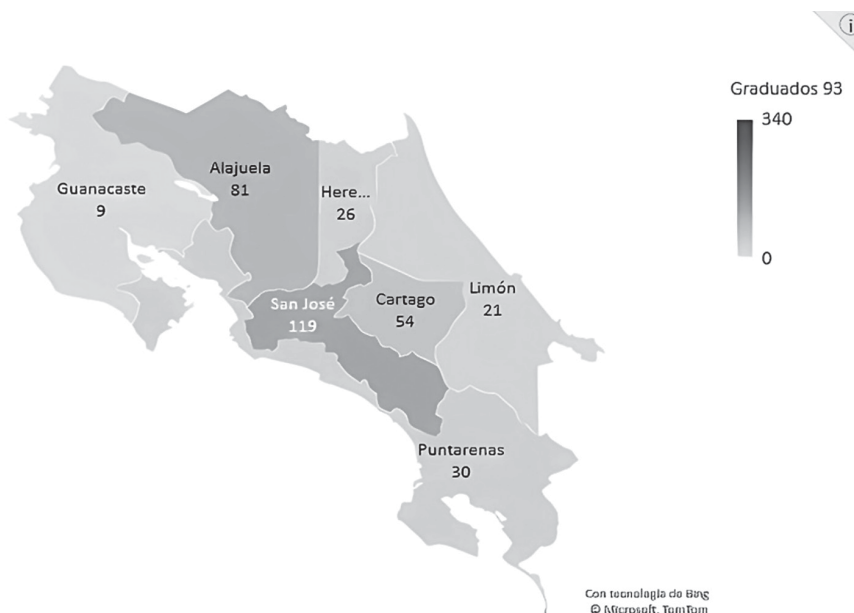 i
Graduados 93
340
0
Alajuela
81
Guanacaste
9
Here...
26
San José
119
Cartago
54
Limón
21
Puntarenas
30
Con tecnología de Bing
© Microsoft, TomTom